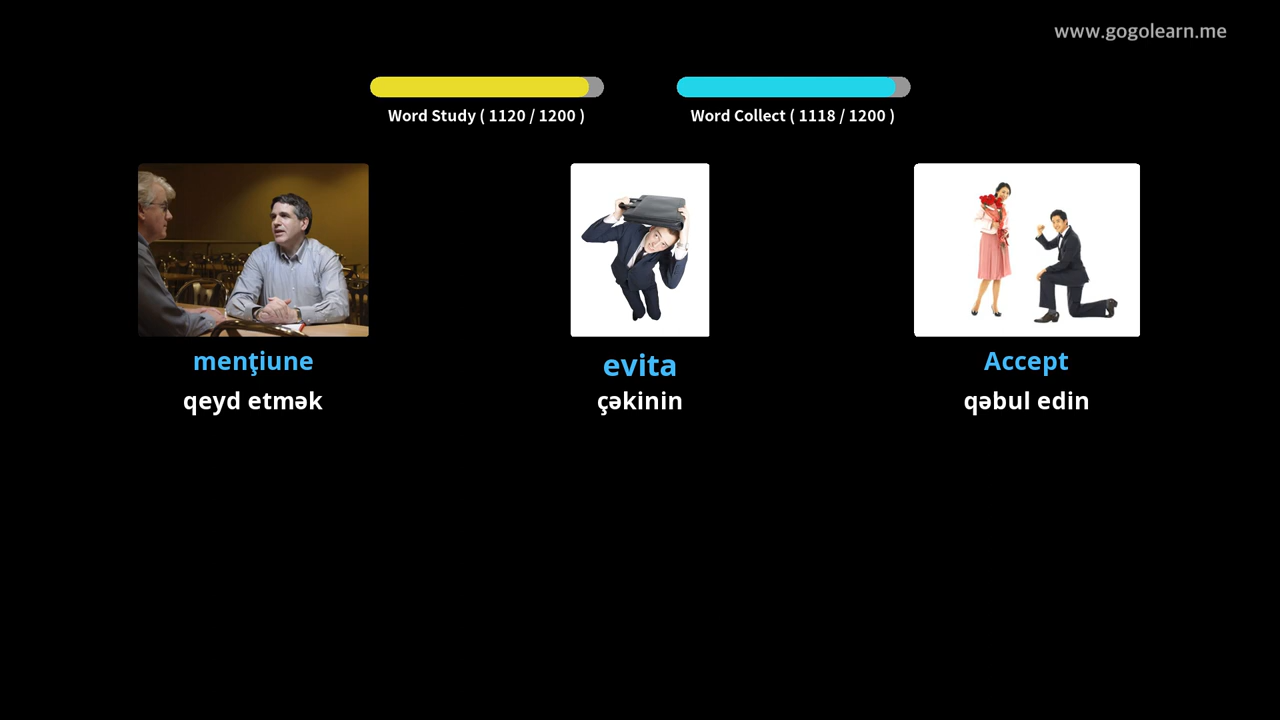 www.gogolearn.me
Word Study ( 1120 / 1200 )
Word Collect ( 1118 / 1200 )
menţiune
evita
Accept
qeyd etmək
çəkinin
qəbul edin